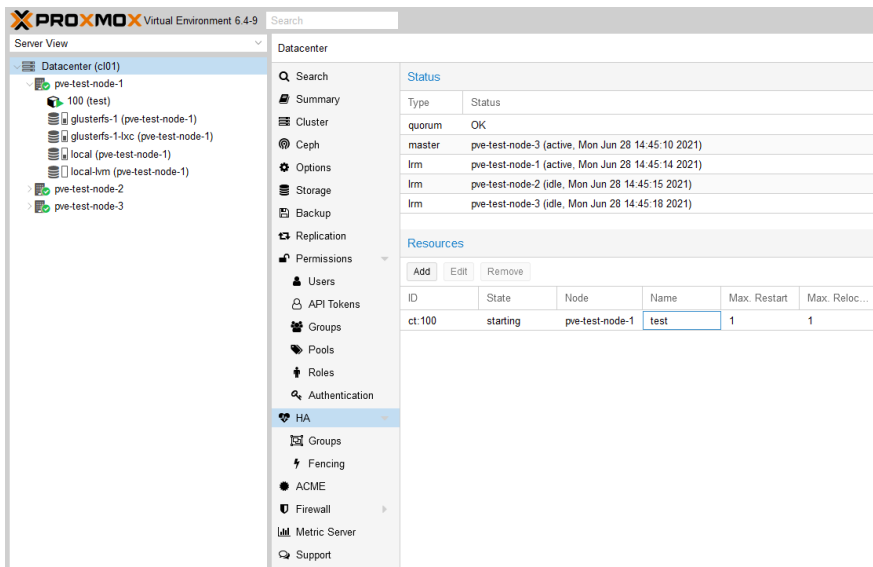 PROXMOX Virtual Environment 6.4-9 Search
Server View
Datacenter (cl01)
pve-test-node-1
100 (test)
glusterfs-1 (pve-test-node-1)
glusterfs-1-lxc (pve-test-node-1)
local (pve-test-node-1)
local-lvm (pve-test-node-1)
pve-test-node-2
pve-test-node-3
Datacenter
Search
Summary
Cluster
Ceph
Options
Storage
Backup
Replication
Permissions
Users
API Tokens
Groups
Pools
Roles
Authentication
HA
Groups
Fencing
ACME
Firewall
Metric Server
Support
Status
Type Status
quorum OK
master pve-test-node-3 (active, Mon Jun 28 14:45:10 2021)
lrm pve-test-node-1 (active, Mon Jun 28 14:45:14 2021)
lrm pve-test-node-2 (idle, Mon Jun 28 14:45:15 2021)
lrm pve-test-node-3 (idle, Mon Jun 28 14:45:18 2021)
Resources
Add Edit Remove
ID State Node Name Max. Restart Max. Reloc...
ct:100 starting pve-test-node-1 test 1 1